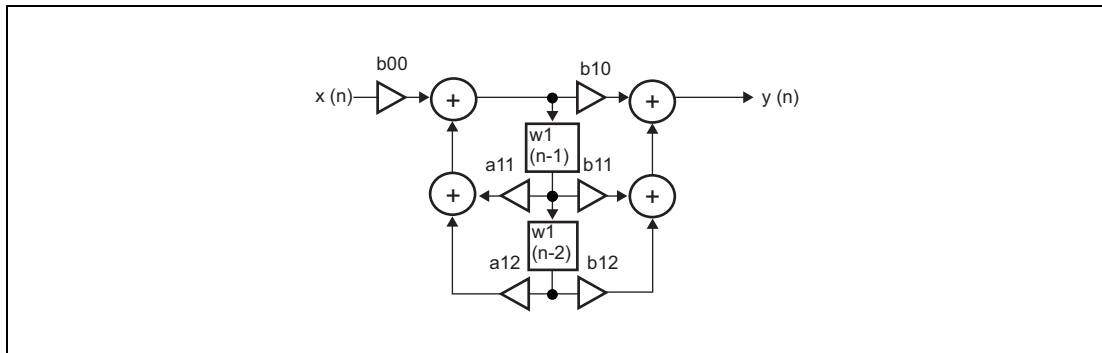 b00
b10
x (n)
+
+
y (n)
w1
(n-1)
a11
b11
+
+
w1
(n-2)
a12
b12